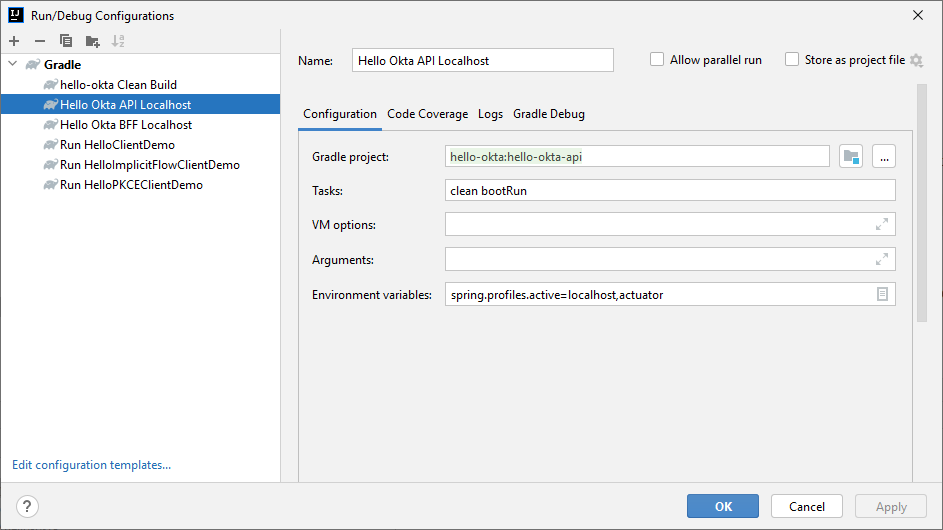 IJ Run/Debug Configurations
Name: Hello Okta API Localhost Allow parallel run Store as project file
Gradle
hello-okta Clean Build
Hello Okta API Localhost
Hello Okta BFF Localhost
Run HelloClientDemo
Run HelloImplicitFlowClientDemo
Run HelloPKCEClientDemo
Configuration Code Coverage Logs Gradle Debug
Gradle project: hello-okta:hello-okta-api ...
Tasks: clean bootRun
VM options:
Arguments:
Environment variables: spring.profiles.active=localhost,actuator
Edit configuration templates...
? OK Cancel Apply